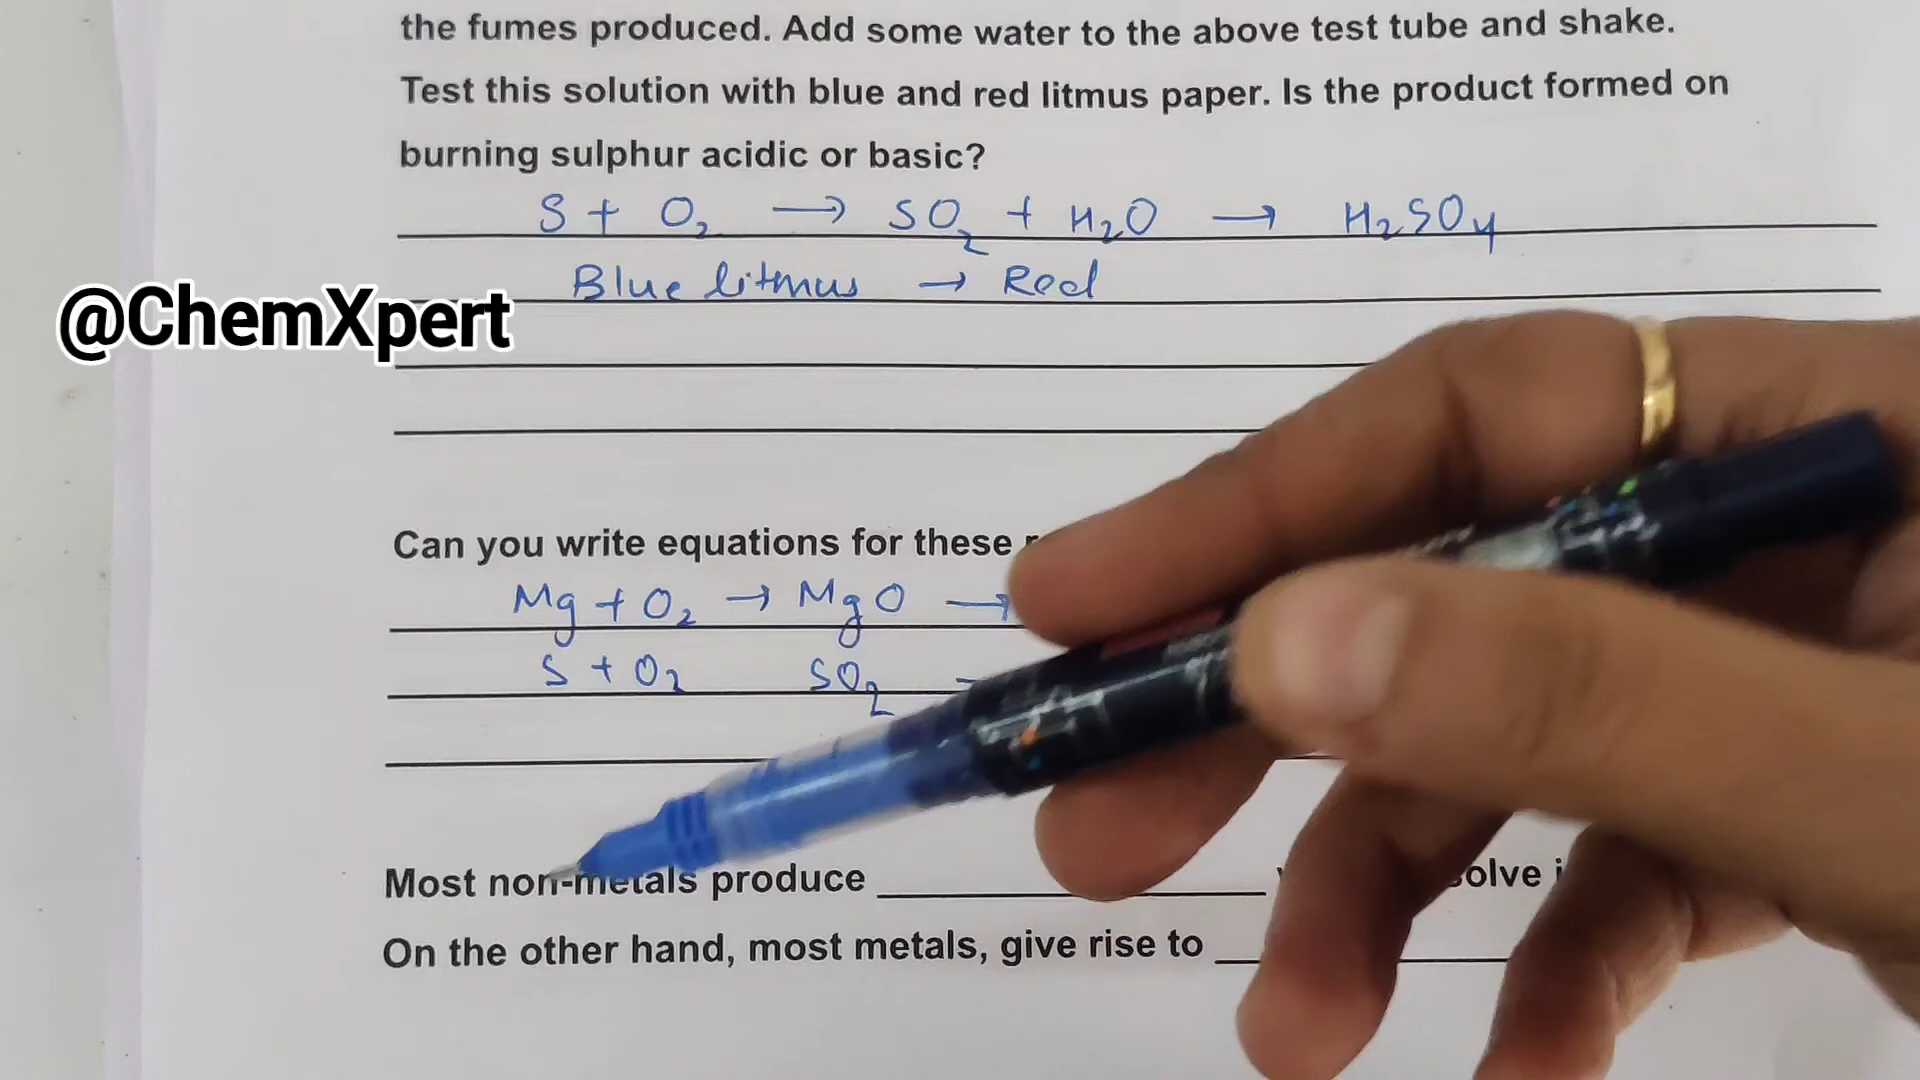 the fumes produced. Add some water to the above test tube and shake.
Test this solution with blue and red litmus paper. Is the product formed on
burning sulphur acidic or basic?
S + O₂ → SO₂ + H₂O → H₂SO₄
Blue litmus → Red
@ChemXpert
Can you write equations for these
Mg + O₂ → MgO →
S + O₂ SO₂
Most non-metals produce
On the other hand, most metals, give rise to